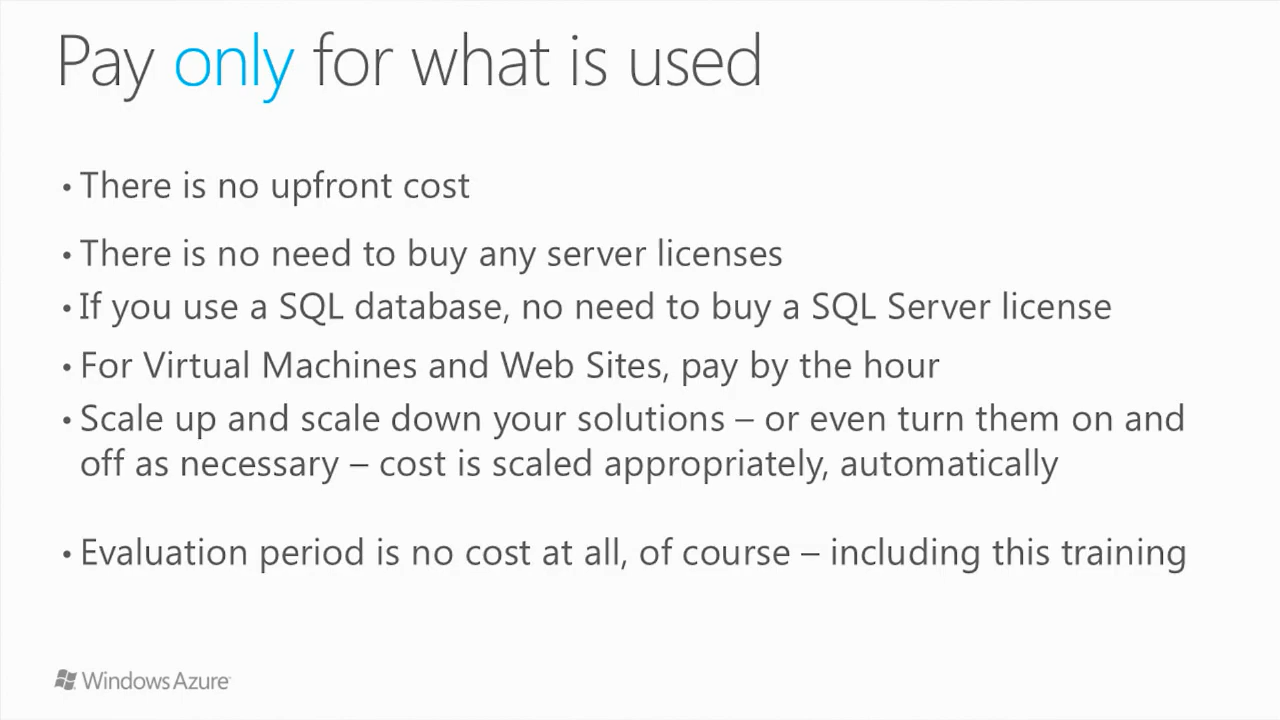 Pay only for what is used
• There is no upfront cost
• There is no need to buy any server licenses
• If you use a SQL database, no need to buy a SQL Server license
• For Virtual Machines and Web Sites, pay by the hour
• Scale up and scale down your solutions – or even turn them on and
off as necessary – cost is scaled appropriately, automatically
• Evaluation period is no cost at all, of course – including this training
Windows Azure